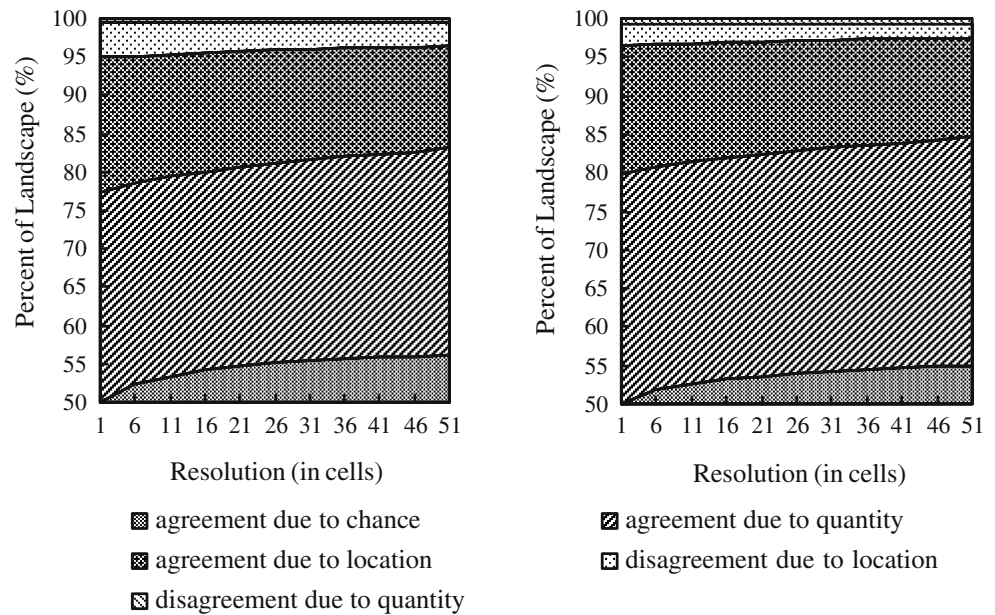 100
95
90
85
80
75
70
65
60
55
50
Percent of Landscape (%)
1 6 11 16 21 26 31 36 41 46 51
Resolution (in cells)
100
95
90
85
80
75
70
65
60
55
50
Percent of Landscape (%)
1 6 11 16 21 26 31 36 41 46 51
Resolution (in cells)
agreement due to chance
agreement due to quantity
agreement due to location
disagreement due to location
disagreement due to quantity